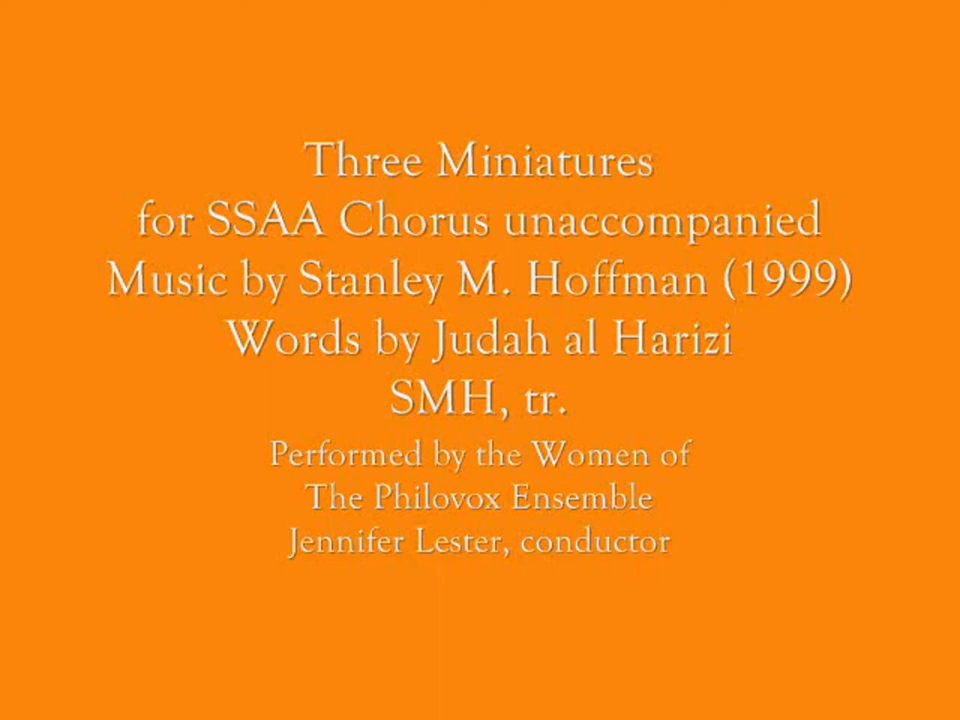 Three Miniatures
for SSAA Chorus unaccompanied
Music by Stanley M. Hoffman (1999)
Words by Judah al Harizi
SMH, tr.
Performed by the Women of
The Philovox Ensemble
Jennifer Lester, conductor